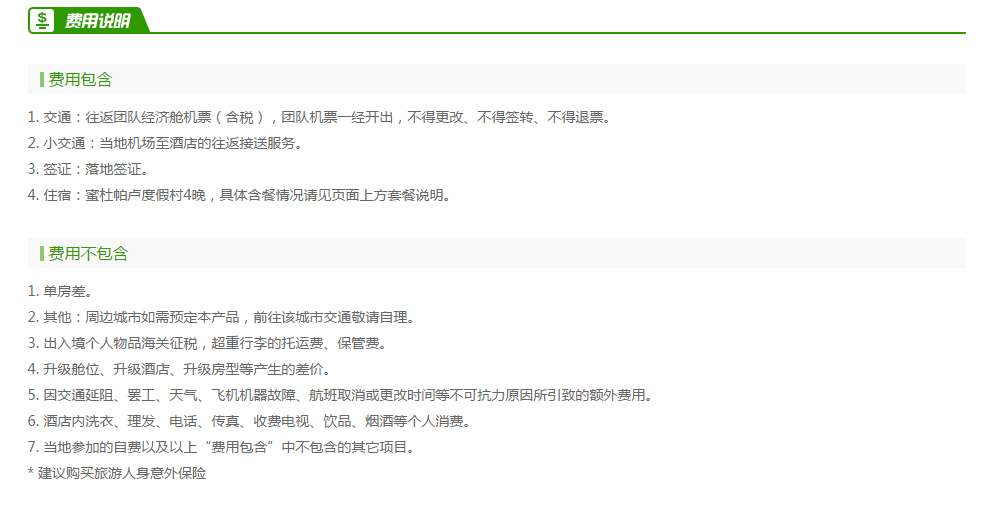 费用说明
费用包含
1. 交通：往返团队经济舱机票（含税），团队机票一经开出，不得更改、不得签转、不得退票。
2. 小交通：当地机场至酒店的往返接送服务。
3. 签证：落地签证。
4. 住宿：蜜杜帕卢度假村4晚，具体含餐情况请见页面上方套餐说明。
费用不包含
1. 单房差。
2. 其他：周边城市如需预定本产品，前往该城市交通敬请自理。
3. 出入境个人物品海关征税，超重行李的托运费、保管费。
4. 升级舱位、升级酒店、升级房型等产生的差价。
5. 因交通延阻、罢工、天气、飞机机器故障、航班取消或更改时间等不可抗力原因所引致的额外费用。
6. 酒店内洗衣、理发、电话、传真、收费电视、饮品、烟酒等个人消费。
7. 当地参加的自费以及以上“费用包含”中不包含的其它项目。
* 建议购买旅游人身意外保险